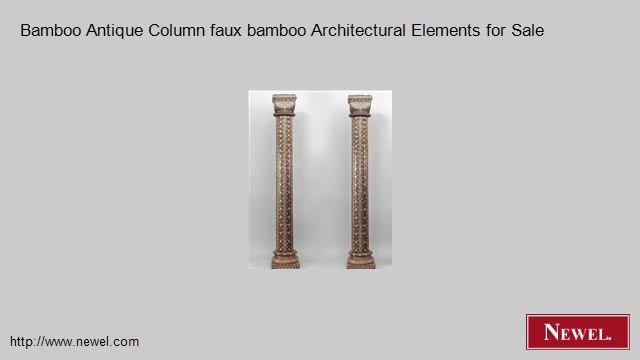 Bamboo Antique Column faux bamboo Architectural Elements for Sale
http://www.newel.com
NEWEL.